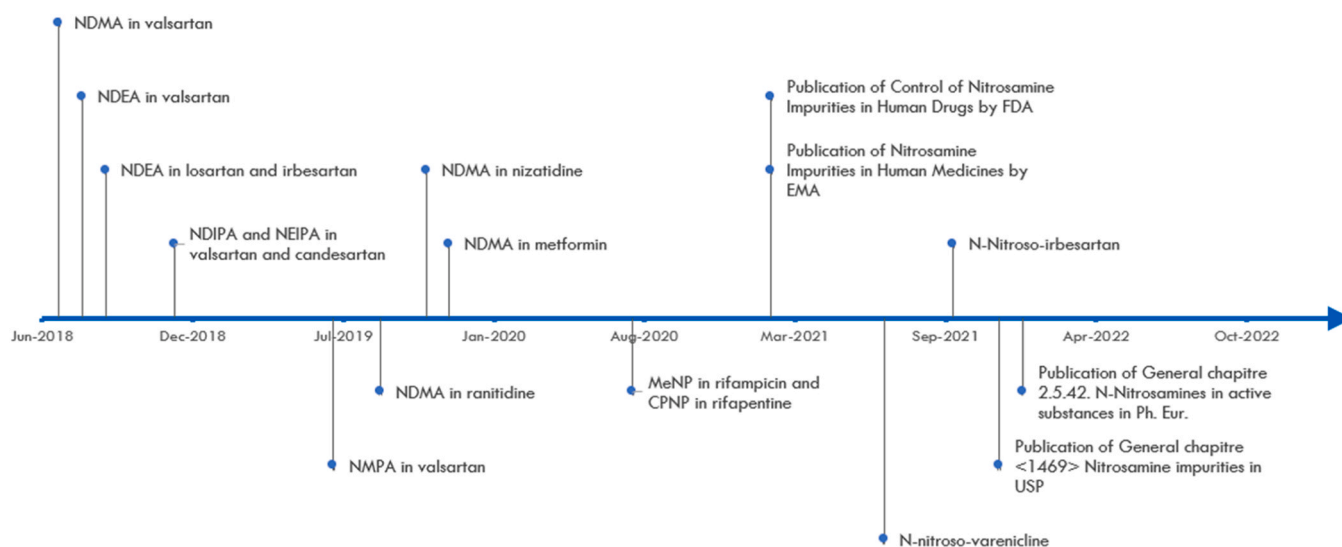 NDMA in valsartan
NDEA in valsartan
NDEA in losartan and irbesartan
NDIPA and NEIPA in
valsartan and candesartan
NDMA in nizatidine
NDMA in metformin
Publication of Control of Nitrosamine
Impurities in Human Drugs by FDA
Publication of Nitrosamine
Impurities in Human Medicines by
EMA
N-Nitroso-irbesartan
Jun-2018
Dec-2018
Jul-2019
Jan-2020
Aug-2020
Mar-2021
Sep-2021
Apr-2022
Oct-2022
NDMA in ranitidine
NMPA in valsartan
MeNP in rifampicin and
CPNP in rifapentine
Publication of General chapitre
2.5.42. N-Nitrosamines in active
substances in Ph. Eur.
Publication of General chapitre
<1469> Nitrosamine impurities in
USP
N-nitroso-varenicline